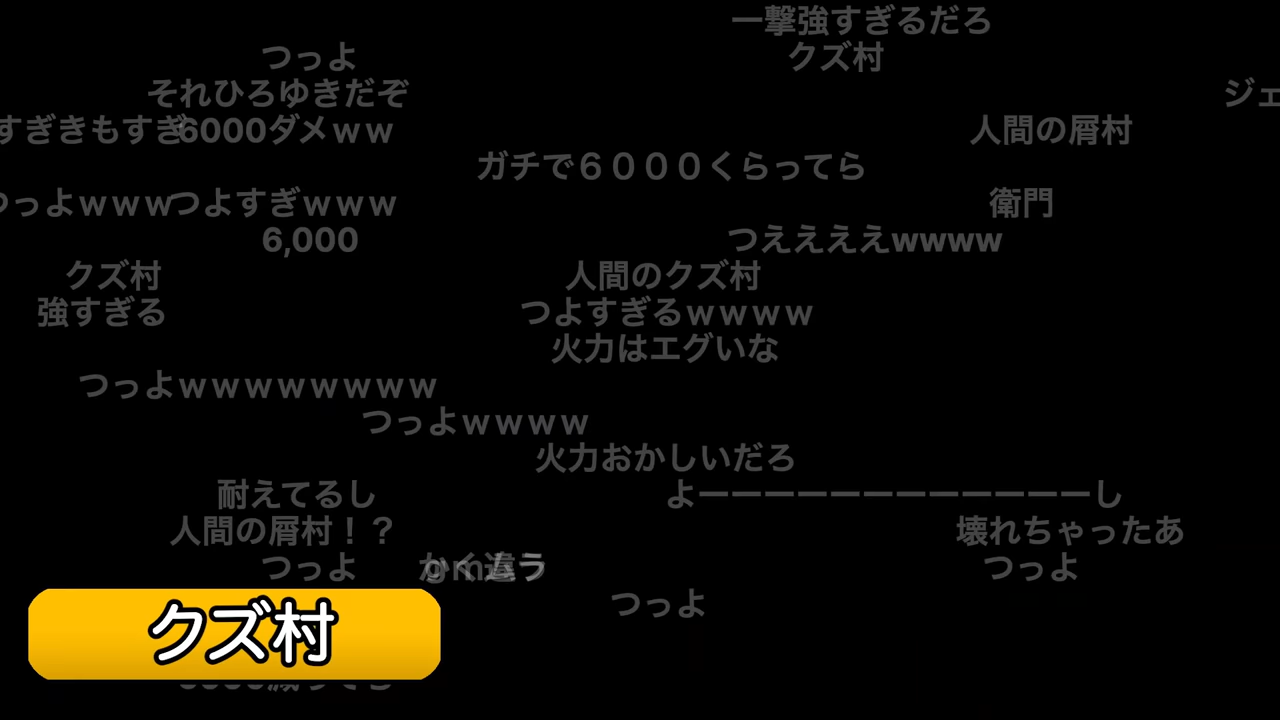 一撃強すぎるだろ
つっよ
クズ村
それひろゆきだぞ
ジェ
すぎきもすぎ
6000ダメｗｗ
人間の屑村
ガチで６０００くらってら
つっよｗｗｗ
つよすぎｗｗｗ
衛門
6,000
つええええwwww
クズ村
人間のクズ村
強すぎる
つよすぎるｗｗｗｗ
火力はエグいな
つっよｗｗｗｗｗｗｗｗ
つっよｗｗｗｗ
火力おかしいだろ
耐えてるし
よーーーーーーーーーーーーし
人間の屑村！？
壊れちゃったあ
つっよ
つっよ
つっよ
クズ村